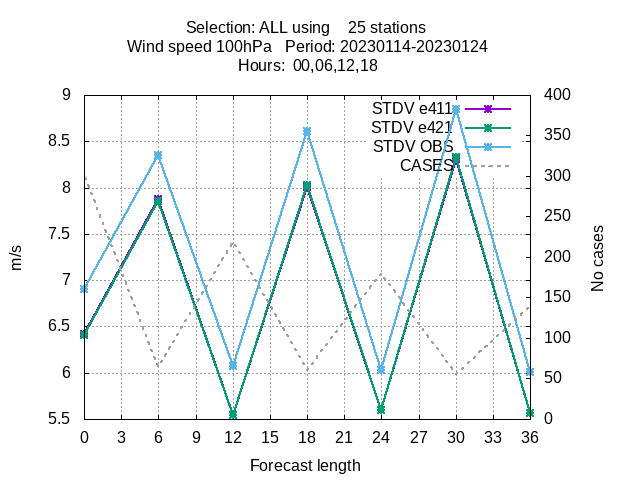 Selection: ALL using    25 stations
Wind speed 100hPa   Period: 20230114-20230124
Hours:  00,06,12,18
STDV e411
STDV e421
STDV OBS
CASES
9
8.5
8
7.5
7
6.5
6
5.5
m/s
400
350
300
250
200
150
100
50
0
No cases
0 3 6 9 12 15 18 21 24 27 30 33 36
Forecast length